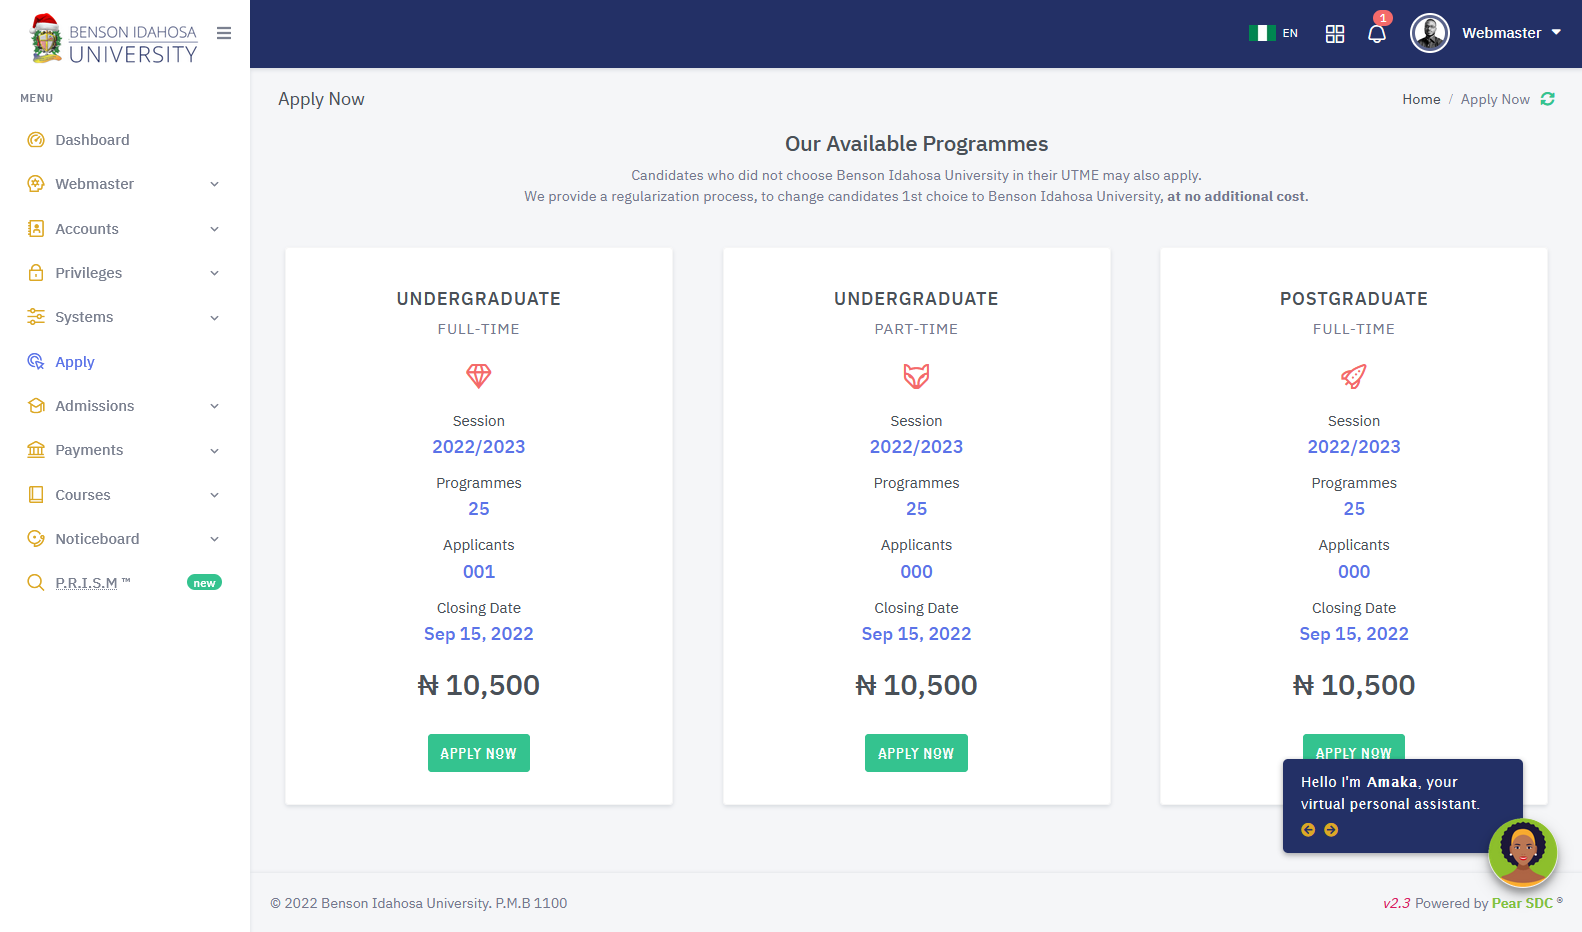 BENSON IDAHOSA
UNIVERSITY
EN
1
Webmaster
MENU
Dashboard
Webmaster
Accounts
Privileges
Systems
Apply
Admissions
Payments
Courses
Noticeboard
P.R.I.S.M ™
new
Apply Now
Home / Apply Now
Our Available Programmes
Candidates who did not choose Benson Idahosa University in their UTME may also apply.
We provide a regularization process, to change candidates 1st choice to Benson Idahosa University, at no additional cost.
UNDERGRADUATE
FULL-TIME
Session
2022/2023
Programmes
25
Applicants
001
Closing Date
Sep 15, 2022
₦ 10,500
APPLY NOW
UNDERGRADUATE
PART-TIME
Session
2022/2023
Programmes
25
Applicants
000
Closing Date
Sep 15, 2022
₦ 10,500
APPLY NOW
POSTGRADUATE
FULL-TIME
Session
2022/2023
Programmes
25
Applicants
000
Closing Date
Sep 15, 2022
₦ 10,500
APPLY NOW
Hello I'm Amaka, your
virtual personal assistant.
© 2022 Benson Idahosa University. P.M.B 1100
v2.3 Powered by Pear SDC ®